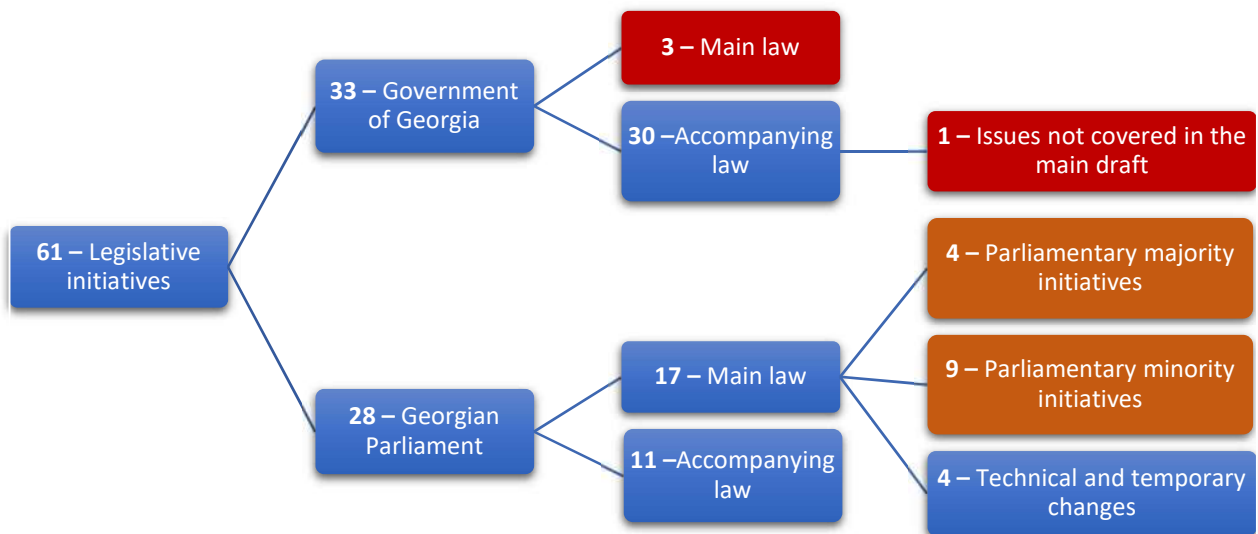 61 – Legislative
initiatives
33 – Government
of Georgia
3 – Main law
30 –Accompanying
law
1 – Issues not covered in the
main draft
28 – Georgian
Parliament
17 – Main law
4 – Parliamentary majority
initiatives
9 – Parliamentary minority
initiatives
4 – Technical and temporary
changes
11 –Accompanying
law